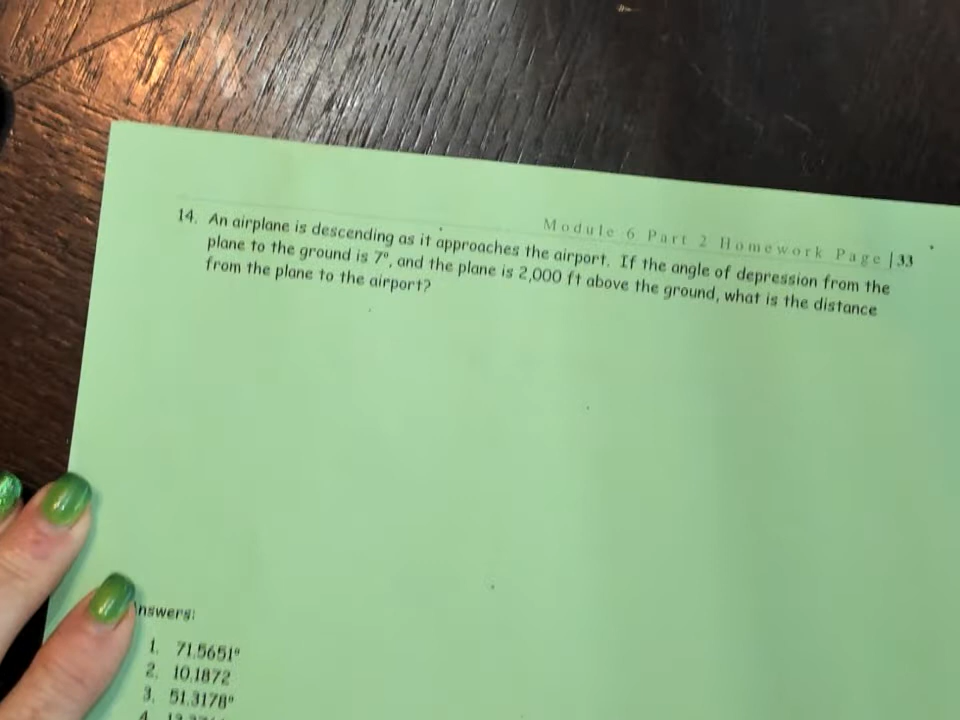 Module 6 Part 2 Homework Page | 33
14. An airplane is descending as it approaches the airport. If the angle of depression from the
plane to the ground is 7°, and the plane is 2,000 ft above the ground, what is the distance
from the plane to the airport?
nswers:
1. 71.5651°
2. 10.1872
3. 51.3178°
4.